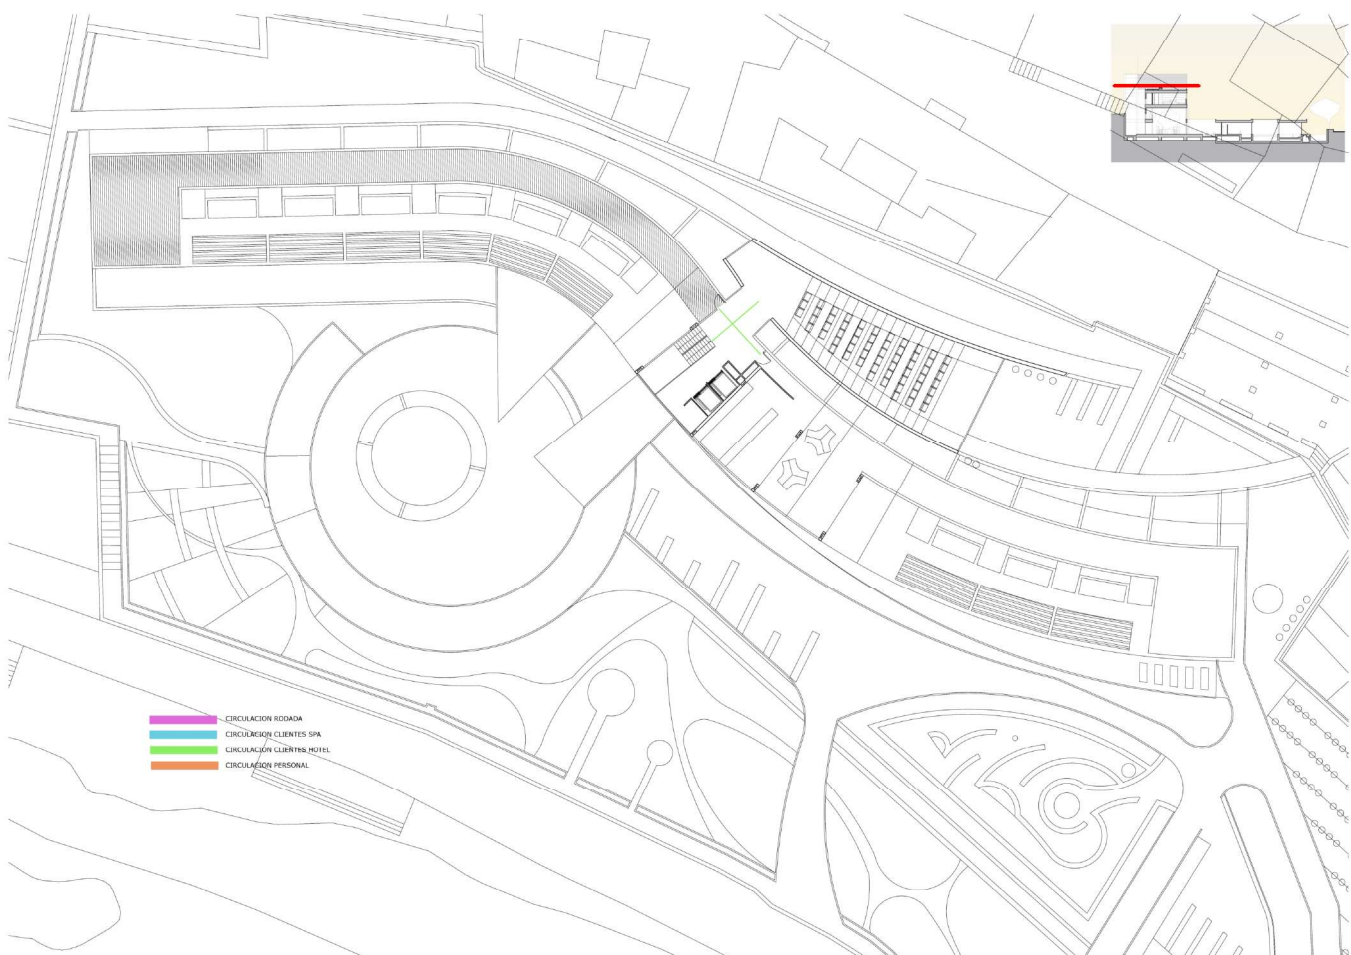 CIRCULACION RODADA
CIRCULACION CLIENTES SPA
CIRCULACION CLIENTES HOTEL
CIRCULACION PERSONAL